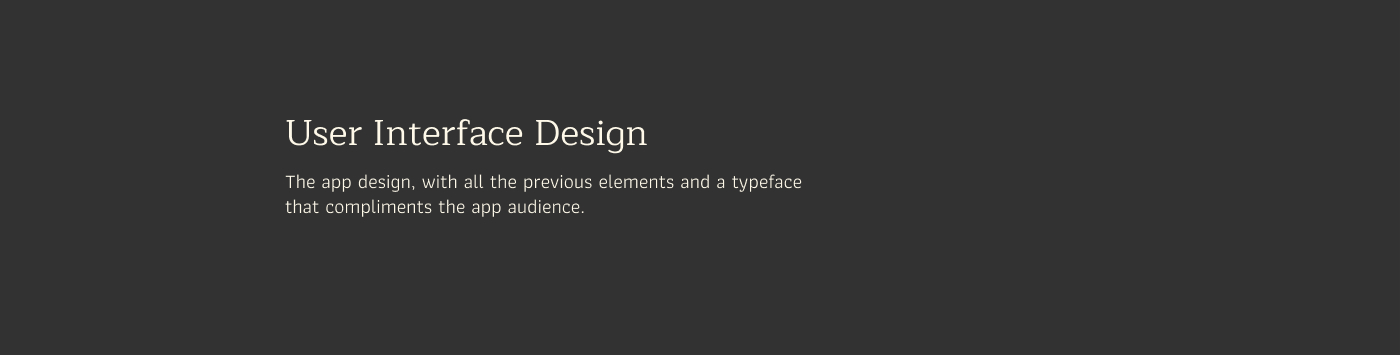 User Interface Design
The app design, with all the previous elements and a typeface
that compliments the app audience.